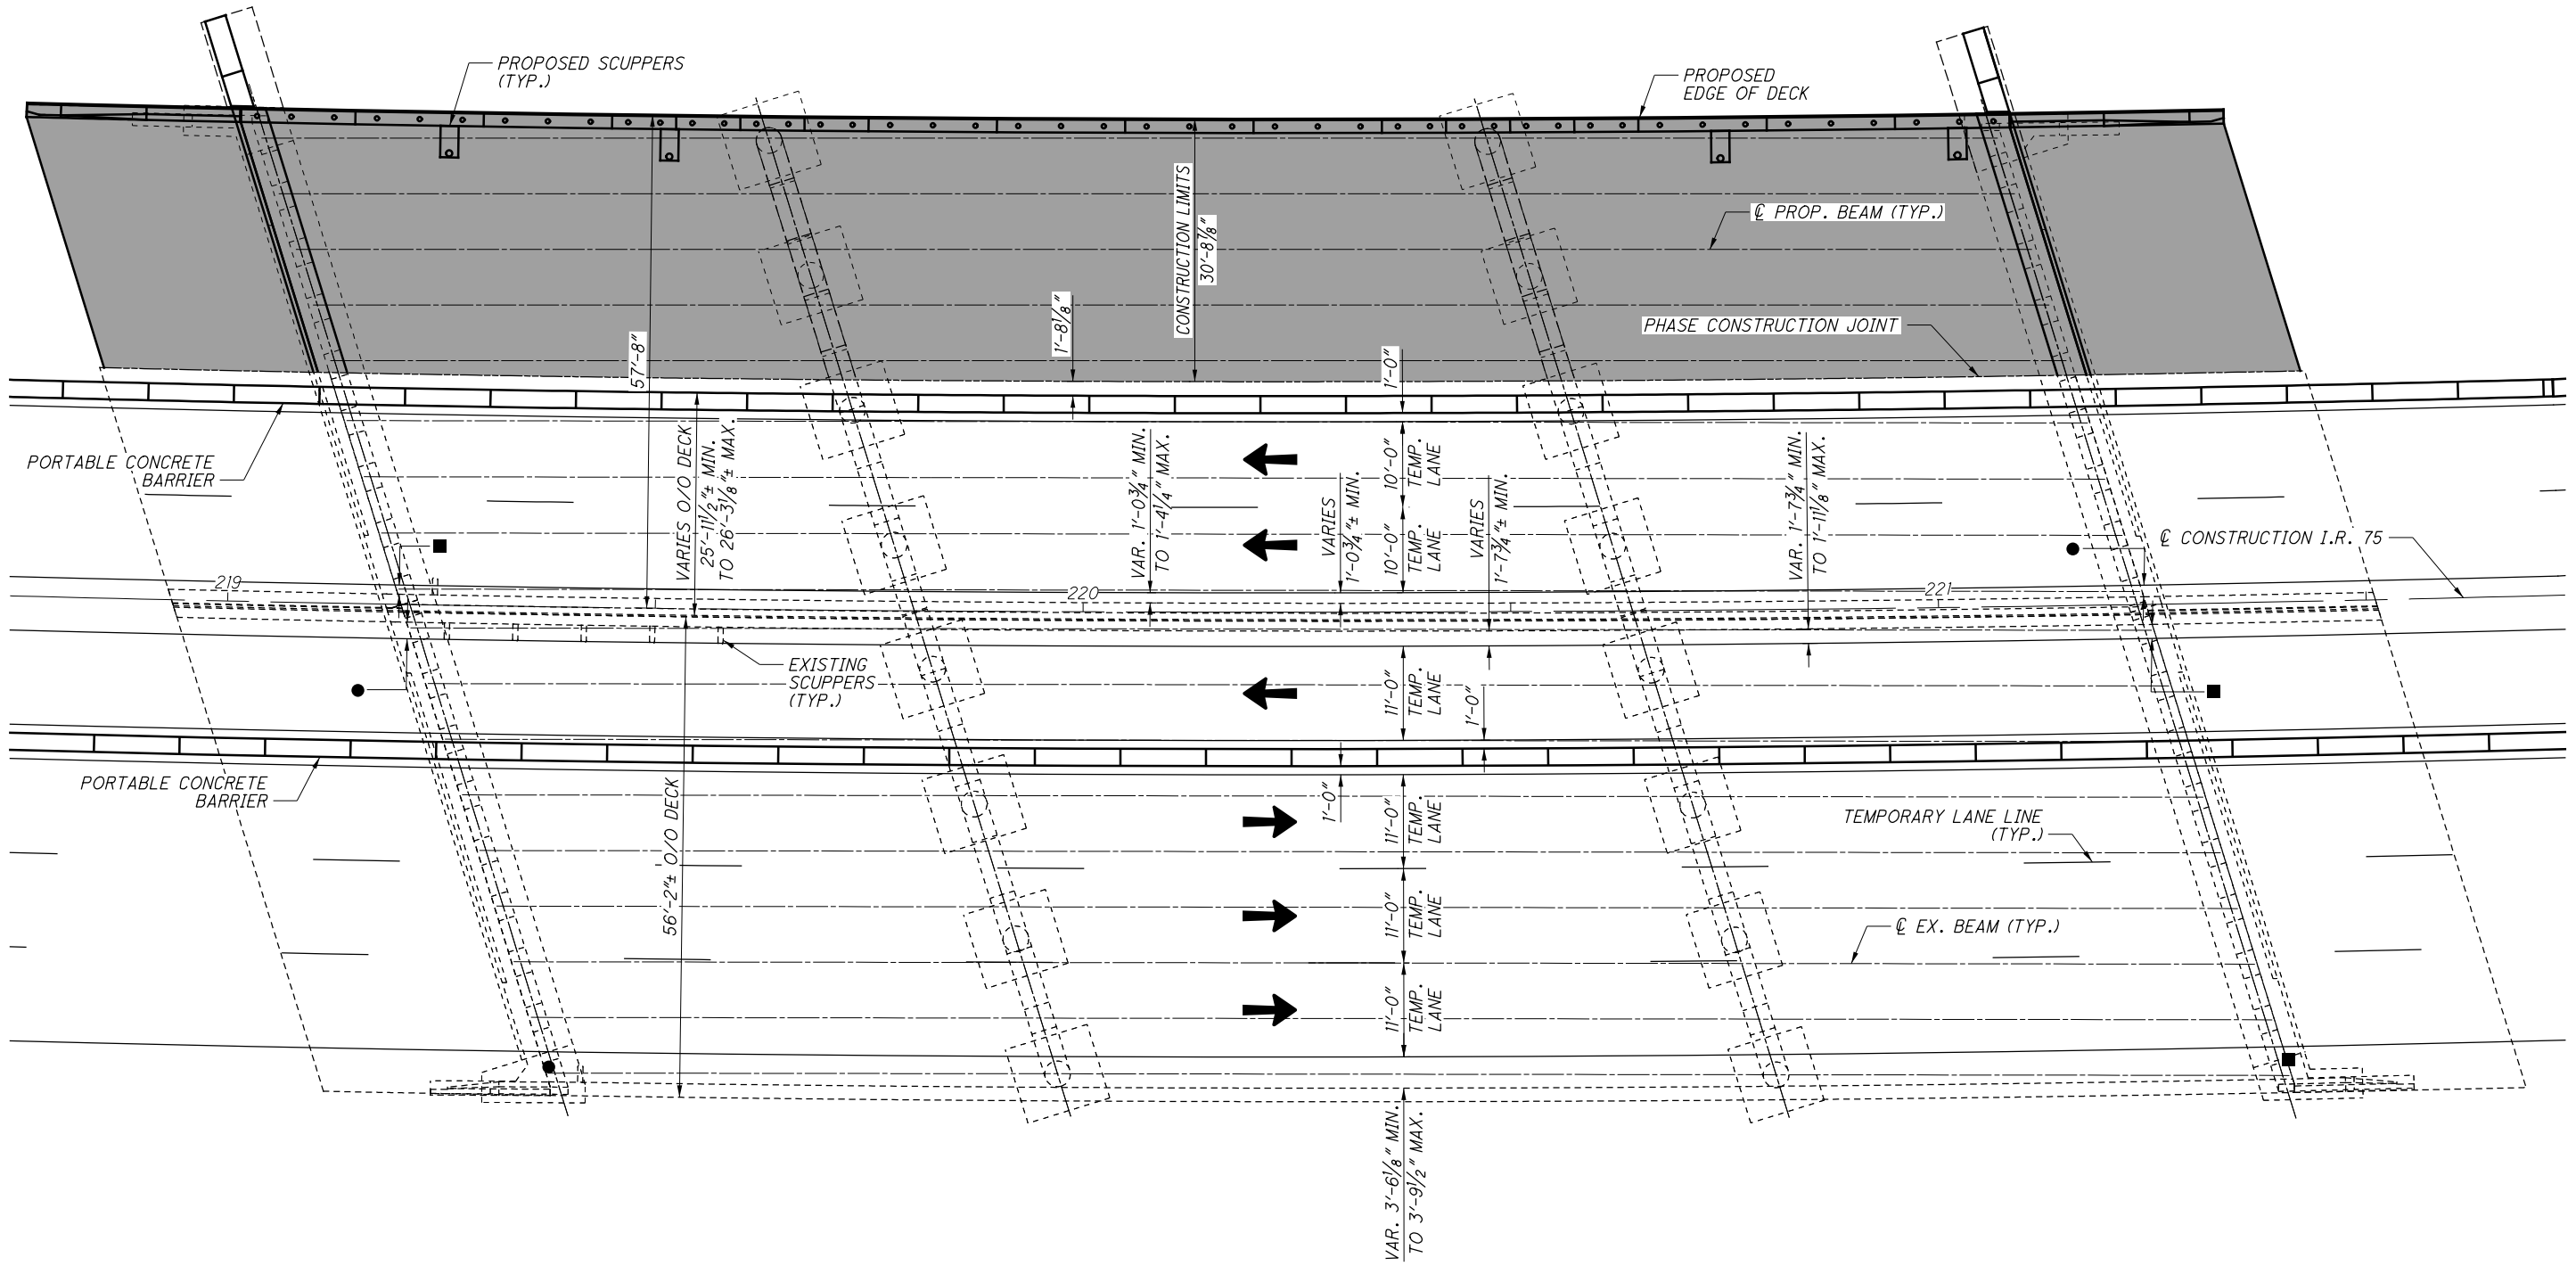 PROPOSED SCUPPERS
(TYP.)
PROPOSED
EDGE OF DECK
CONSTRUCTION LIMITS
30'-8⅞"
℄ PROP. BEAM (TYP.)
57'-8"
1'-8⅛"
PHASE CONSTRUCTION JOINT
1'-0"
PORTABLE CONCRETE
BARRIER
VARIES O/O DECK
25'-11½"± MIN.
TO 26'-3⅛"± MAX.
VAR. 1'-0¾" MIN.
TO 1'-4¼" MAX.
VARIES
1'-0¾"± MIN.
10'-0"
TEMP.
LANE
10'-0"
TEMP.
LANE
VARIES
1'-7¾"± MIN.
VAR. 1'-7¾" MIN.
TO 1'-11⅛" MAX.
℄ CONSTRUCTION I.R. 75
219
220
221
EXISTING
SCUPPERS
(TYP.)
11'-0"
TEMP.
LANE
1'-0"
PORTABLE CONCRETE
BARRIER
56'-2"± O/O DECK
1'-0"
11'-0"
TEMP.
LANE
TEMPORARY LANE LINE
(TYP.)
11'-0"
TEMP.
LANE
℄ EX. BEAM (TYP.)
11'-0"
TEMP.
LANE
VAR. 3'-6⅛" MIN.
TO 3'-9½" MAX.